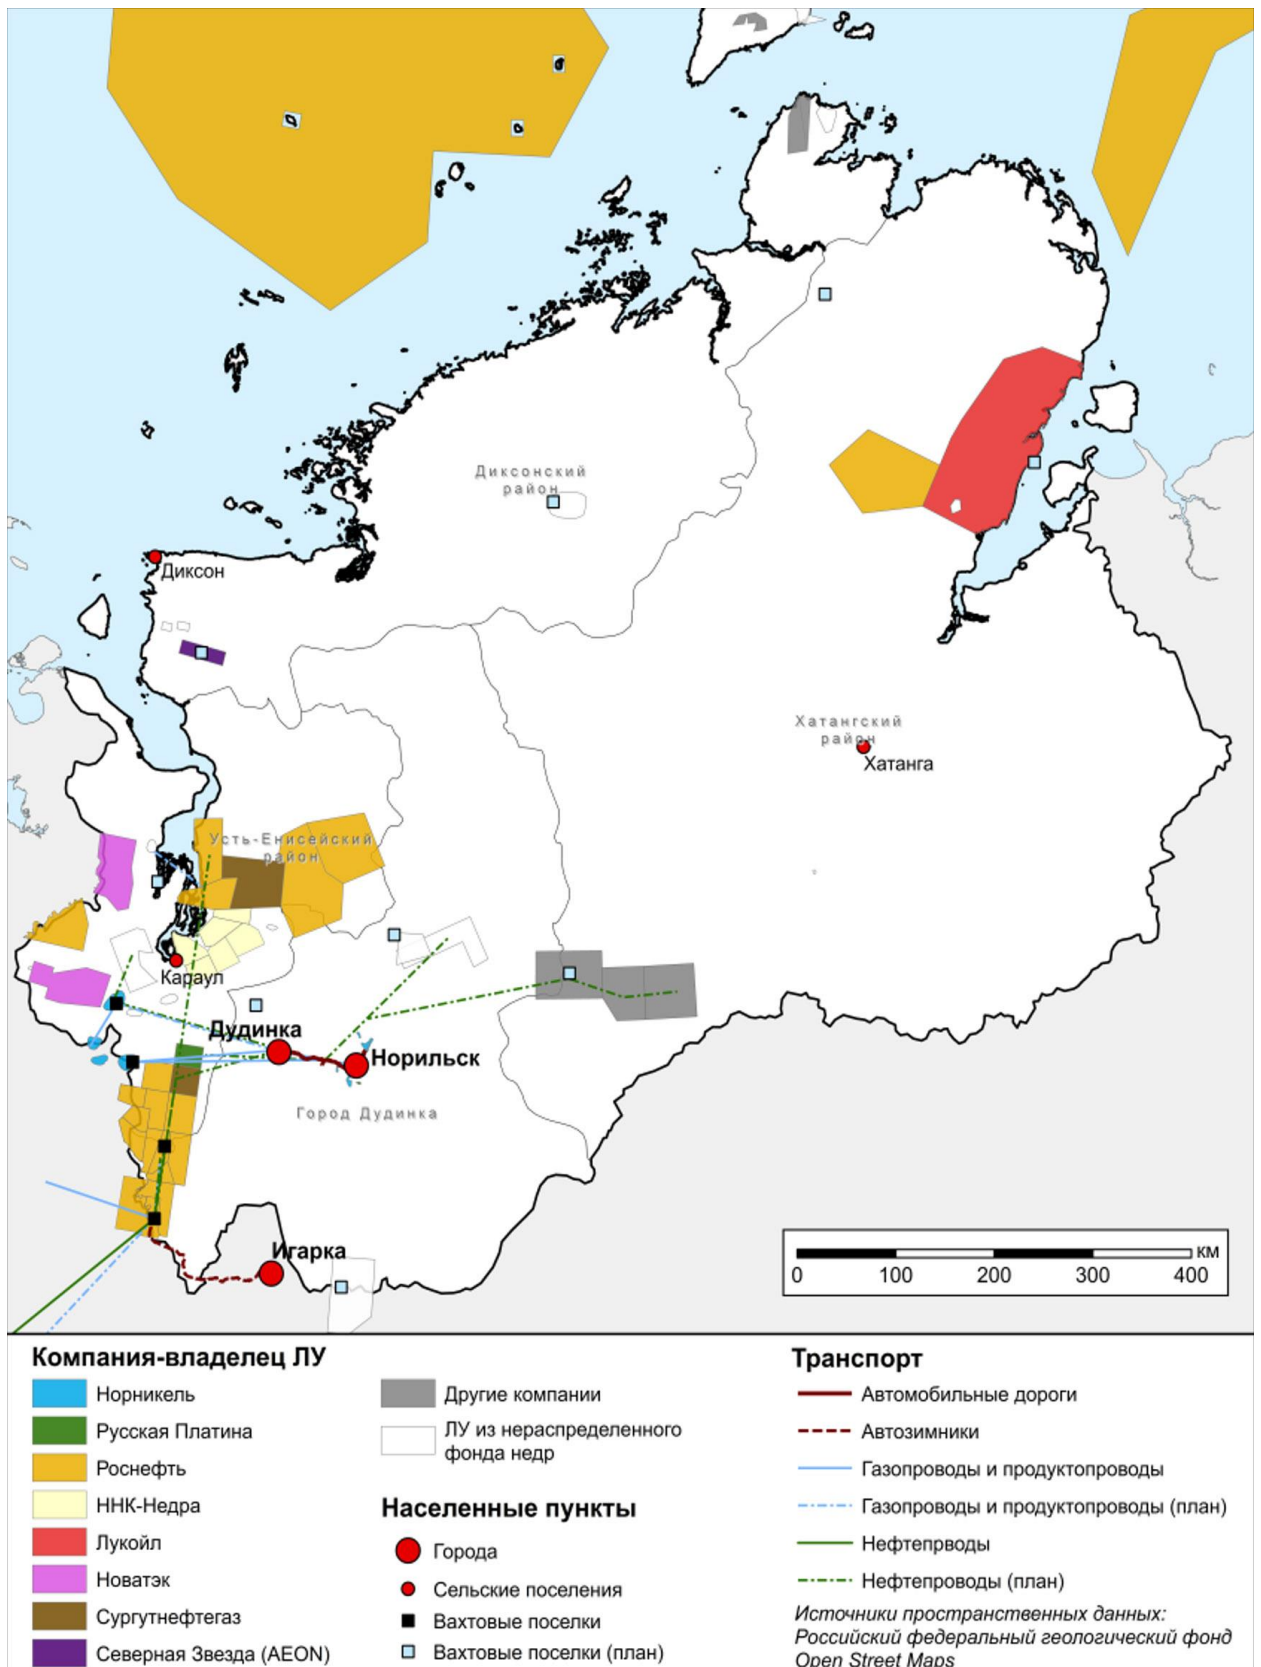 Диксонский
район
Диксон
Хатангский
район
Хатанга
Усть-Енисейский
район
Караул
Дудинка
Норильск
Город Дудинка
Игарка
км
0 100 200 300 400
Компания-владелец ЛУ
Норникель
Русская Платина
Роснефть
ННК-Недра
Лукойл
Новатэк
Сургутнефтегаз
Северная Звезда (AEON)
Другие компании
ЛУ из нераспределенного
фонда недр
Населенные пункты
Города
Сельские поселения
Вахтовые поселки
Вахтовые поселки (план)
Транспорт
Автомобильные дороги
Автозимники
Газопроводы и продуктопроводы
Газопроводы и продуктопроводы (план)
Нефтепрводы
Нефтепроводы (план)
Источники пространственных данных:
Российский федеральный геологический фонд
Open Street Maps